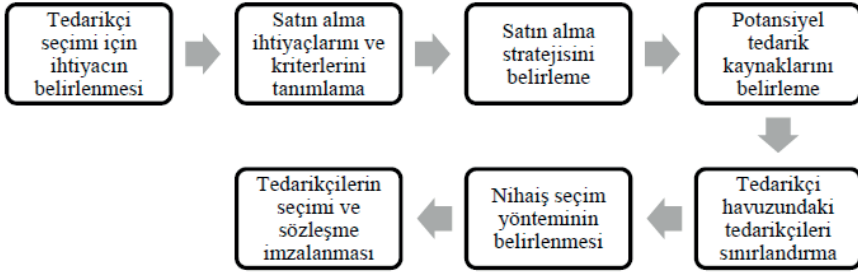 Tedarikçi
seçimi için
ihtiyacın
belirlenmesi
Satın alma
ihtiyaçlarını ve
kriterlerini
tanımlama
Satın alma
stratejisini
belirleme
Potansiyel
tedarik
kaynaklarını
belirleme
Tedarikçi
havuzundaki
tedarikçileri
sınırlandırma
Nihaiş seçim
yönteminin
belirlenmesi
Tedarikçilerin
seçimi ve
sözleşme
imzalanması